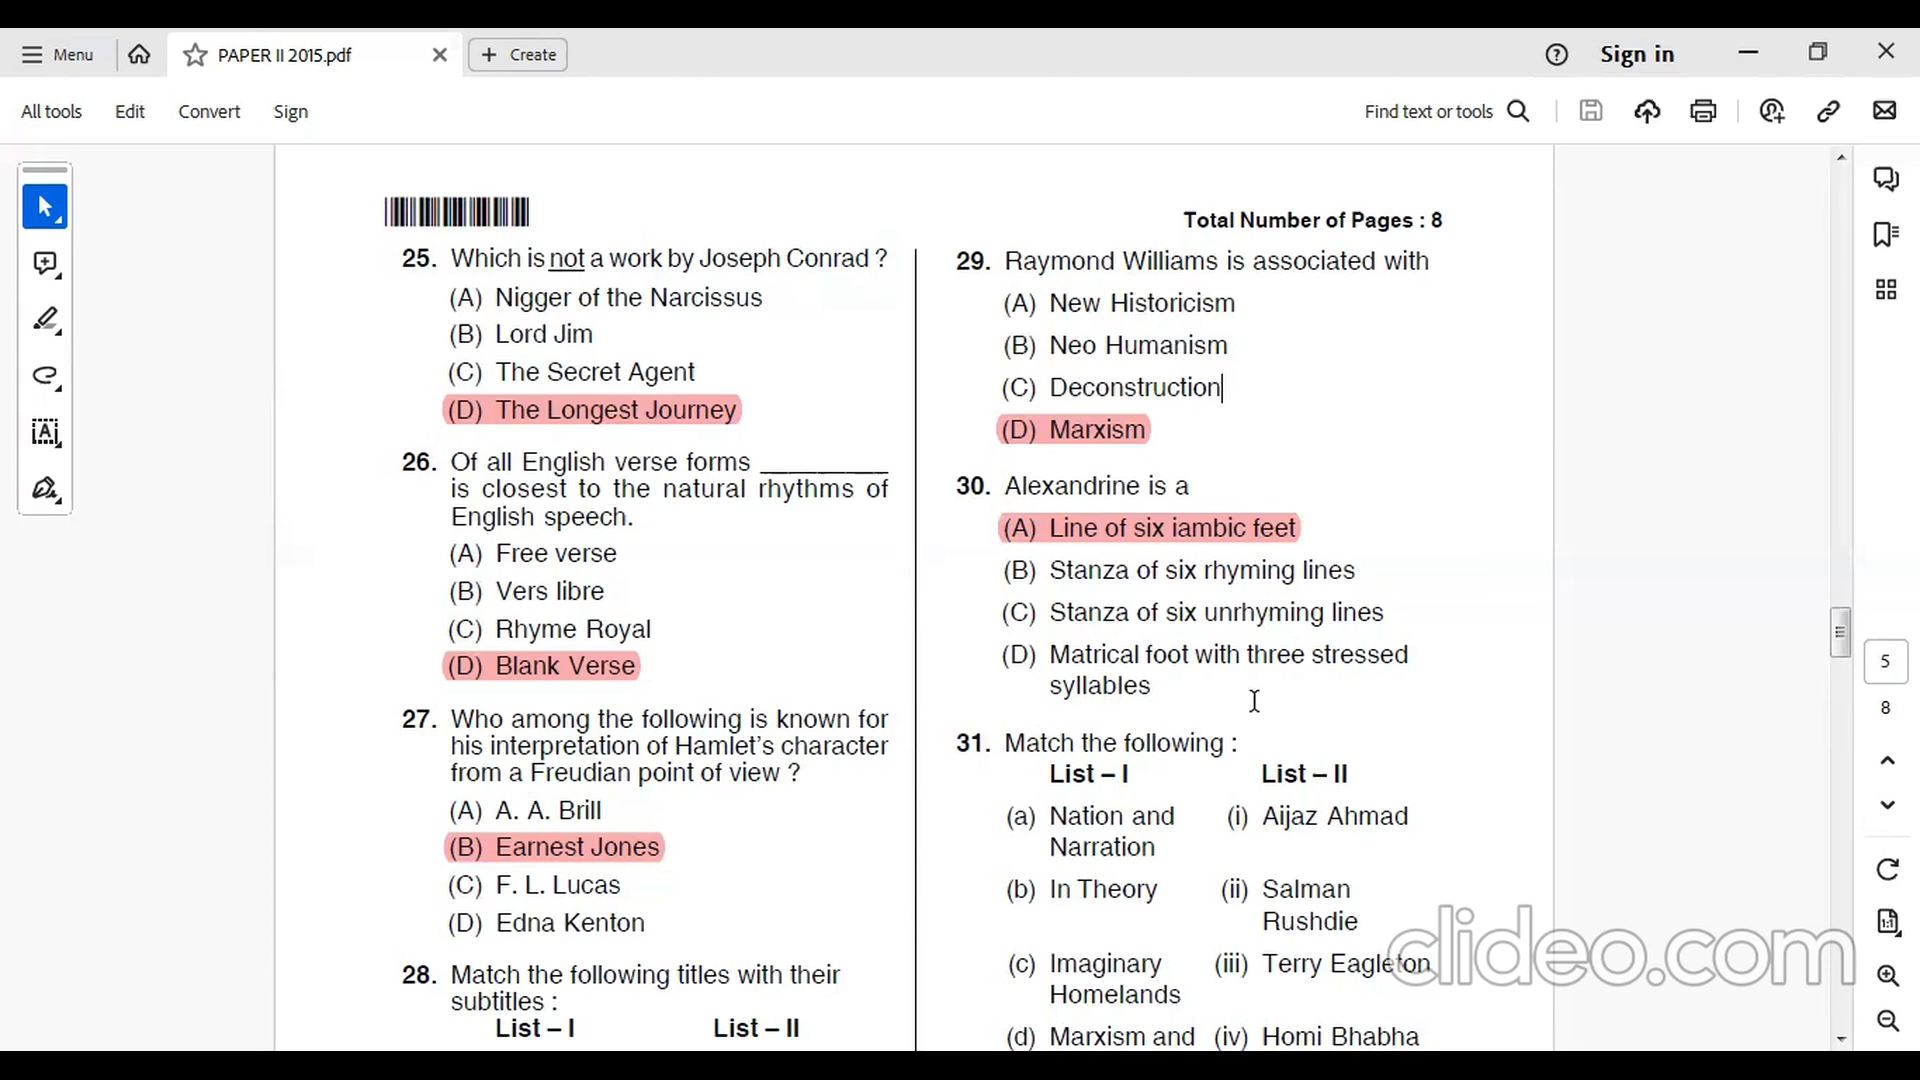 Menu
PAPER II 2015.pdf
Create
Sign in
All tools
Edit
Convert
Sign
Find text or tools
Total Number of Pages : 8
25. Which is not a work by Joseph Conrad ?
(A) Nigger of the Narcissus
(B) Lord Jim
(C) The Secret Agent
(D) The Longest Journey
26. Of all English verse forms _________
is closest to the natural rhythms of
English speech.
(A) Free verse
(B) Vers libre
(C) Rhyme Royal
(D) Blank Verse
27. Who among the following is known for
his interpretation of Hamlet's character
from a Freudian point of view ?
(A) A. A. Brill
(B) Earnest Jones
(C) F. L. Lucas
(D) Edna Kenton
28. Match the following titles with their
subtitles :
List – I List – II
29. Raymond Williams is associated with
(A) New Historicism
(B) Neo Humanism
(C) Deconstruction
(D) Marxism
30. Alexandrine is a
(A) Line of six iambic feet
(B) Stanza of six rhyming lines
(C) Stanza of six unrhyming lines
(D) Matrical foot with three stressed
syllables
31. Match the following :
List – I List – II
(a) Nation and (i) Aijaz Ahmad
Narration
(b) In Theory (ii) Salman
Rushdie
(c) Imaginary (iii) Terry Eagleton
Homelands
(d) Marxism and (iv) Homi Bhabha
5
8
1:1
clideo.com